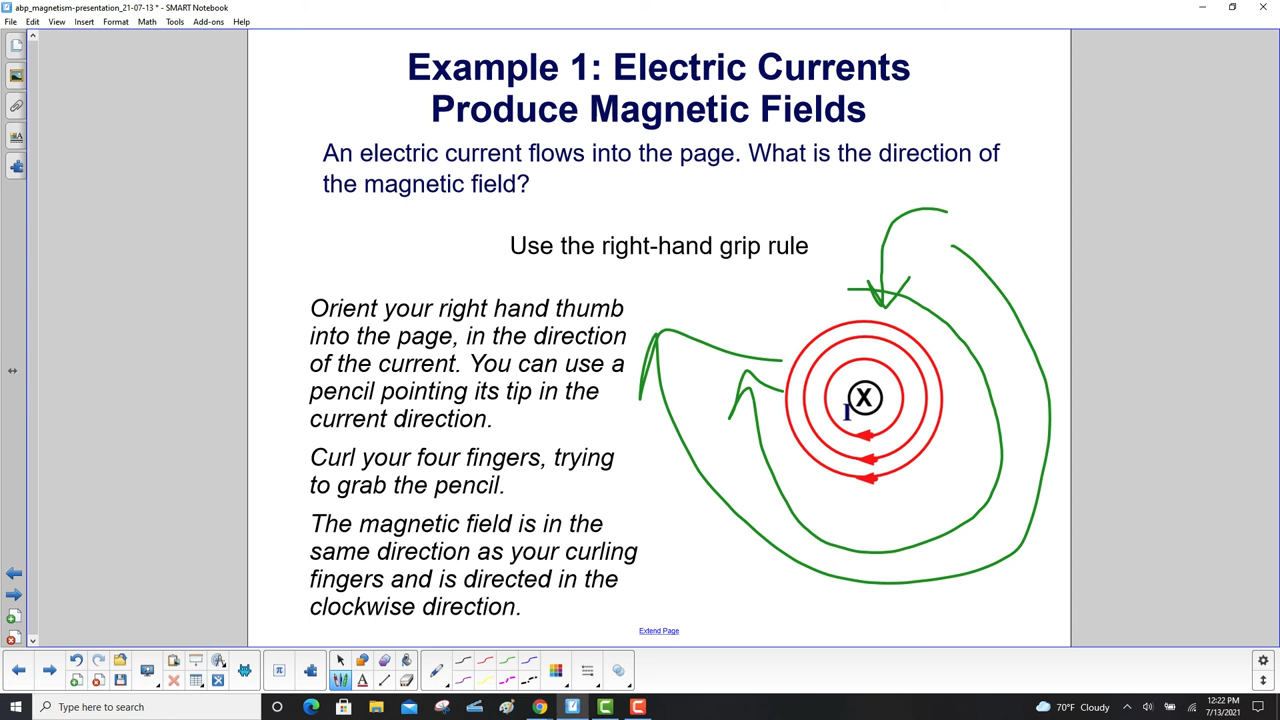 abp_magnetism-presentation_21-07-13 * - SMART Notebook
File Edit View Insert Format Math Tools Add-ons Help
Example 1: Electric Currents
Produce Magnetic Fields
An electric current flows into the page. What is the direction of
the magnetic field?
Use the right-hand grip rule
Orient your right hand thumb
into the page, in the direction
of the current. You can use a
pencil pointing its tip in the
current direction.
Curl your four fingers, trying
to grab the pencil.
The magnetic field is in the
same direction as your curling
fingers and is directed in the
clockwise direction.
X
I
Extend Page
Type here to search
70°F Cloudy
12:22 PM
7/13/2021